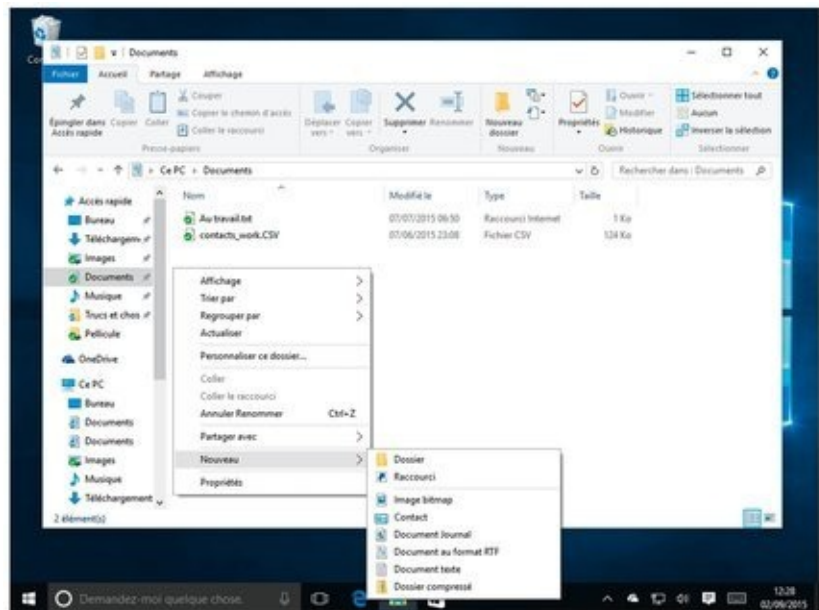 Documents
Fichier Accueil Partage Affichage
Épingler dans Accès rapide
Copier
Coller
Couper
Copier le chemin d'accès
Coller le raccourci
Presse-papiers
Déplacer vers
Copier vers
Supprimer
Renommer
Organiser
Nouveau dossier
Nouveau
Propriétés
Ouvrir
Modifier
Historique
Ouvrir
Sélectionner tout
Aucun
Inverser la sélection
Sélectionner
Ce PC Documents
Rechercher dans : Documents
Nom Modifié le Type Taille
Au travail.txt 07/07/2015 06:50 Raccourci Internet 1 Ko
contacts_work.CSV 07/06/2015 23:08 Fichier CSV 124 Ko
Accès rapide
Bureau
Téléchargem
Images
Documents
Musique
Trucs et chos
Pellicule
OneDrive
Ce PC
Bureau
Documents
Documents
Images
Musique
Téléchargement
2 élément(s)
Affichage
Trier par
Regrouper par
Actualiser
Personnaliser ce dossier...
Coller
Coller le raccourci
Annuler Renommer Ctrl+Z
Partager avec
Nouveau
Propriétés
Dossier
Raccourci
Image bitmap
Contact
Document Journal
Document au format RTF
Document texte
Dossier compressé
Demandez-moi quelque chose.
12:28
02/09/2015